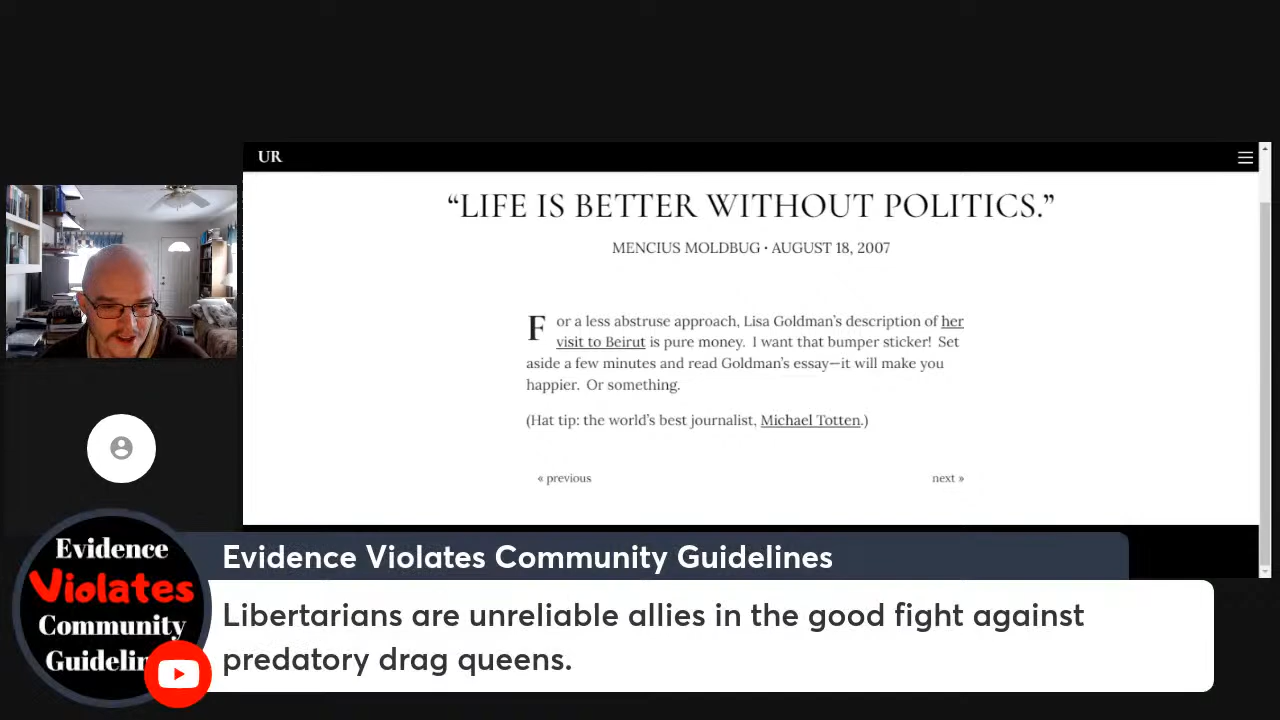 UR
“LIFE IS BETTER WITHOUT POLITICS.”
MENCIUS MOLDBUG • AUGUST 18, 2007
For a less abstruse approach, Lisa Goldman’s description of her
visit to Beirut is pure money. I want that bumper sticker! Set
aside a few minutes and read Goldman’s essay—it will make you
happier. Or something.
(Hat tip: the world’s best journalist, Michael Totten.)
« previous
next »
Evidence
Violates
Community
Guidelin
Evidence Violates Community Guidelines
Libertarians are unreliable allies in the good fight against
predatory drag queens.